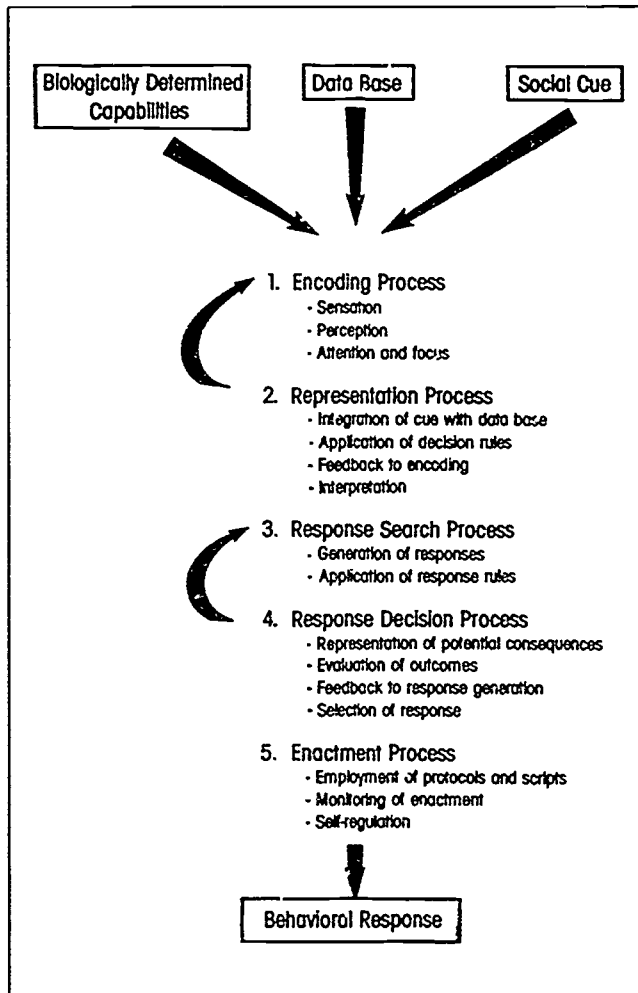 Biologically Determined
Capabilities
Data Base
Social Cue
1. Encoding Process
- Sensation
- Perception
- Attention and focus
2. Representation Process
- Integration of cue with data base
- Application of decision rules
- Feedback to encoding
- Interpretation
3. Response Search Process
- Generation of responses
- Application of response rules
4. Response Decision Process
- Representation of potential consequences
- Evaluation of outcomes
- Feedback to response generation
- Selection of response
5. Enactment Process
- Employment of protocols and scripts
- Monitoring of enactment
- Self-regulation
Behavioral Response